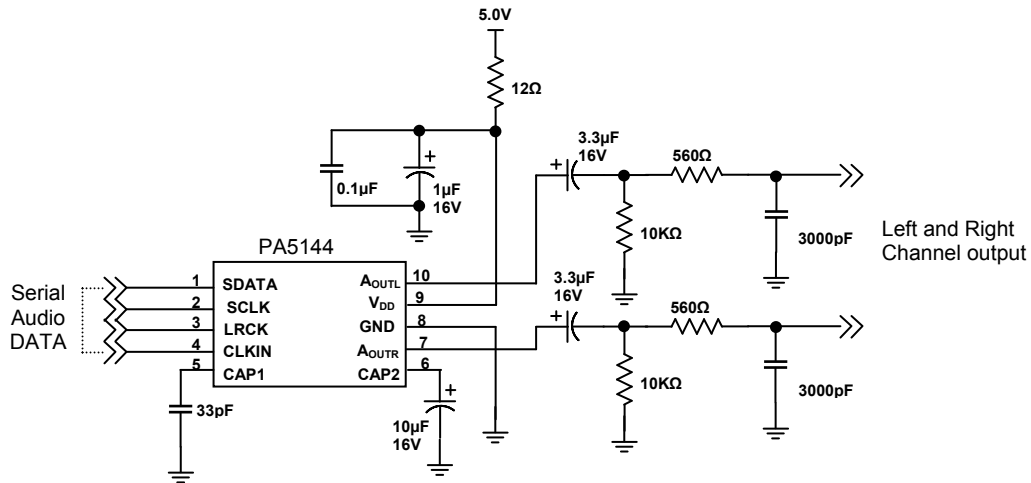 5.0V
12Ω
0.1µF
+
1µF
16V
3.3µF
16V
+
560Ω
10KΩ
3000pF
Left and Right
Channel output
PA5144
Serial
Audio
DATA
1 SDATA
2 SCLK
3 LRCK
4 CLKIN
5 CAP1
AOUTL 10
VDD 9
GND 8
AOUTR 7
CAP2 6
3.3µF
16V
+
560Ω
10KΩ
3000pF
33pF
+
10µF
16V